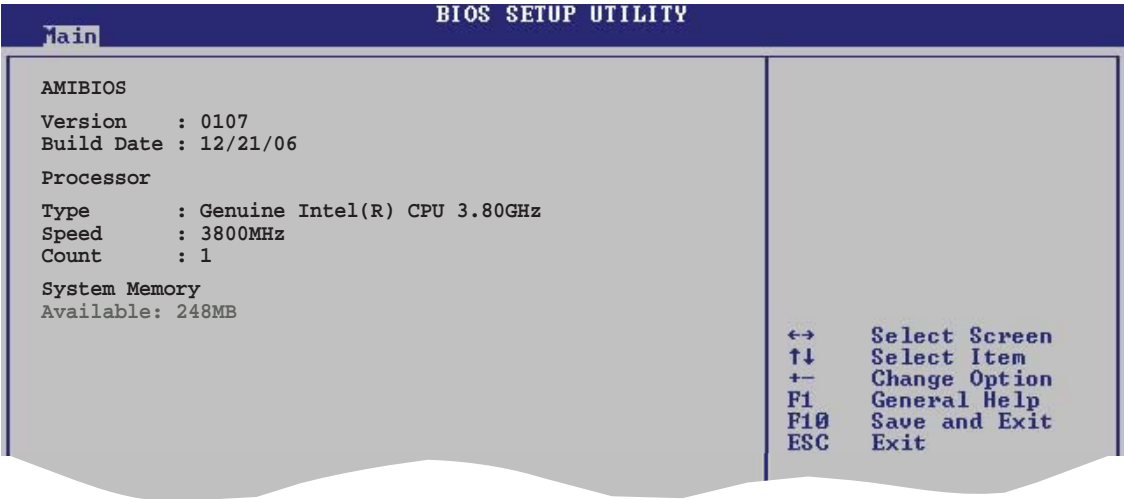 BIOS SETUP UTILITY
Main
AMIBIOS
Version : 0107
Build Date : 12/21/06
Processor
Type : Genuine Intel(R) CPU 3.80GHz
Speed : 3800MHz
Count : 1
System Memory
Available: 248MB
←→ Select Screen
↑↓ Select Item
+- Change Option
F1 General Help
F10 Save and Exit
ESC Exit